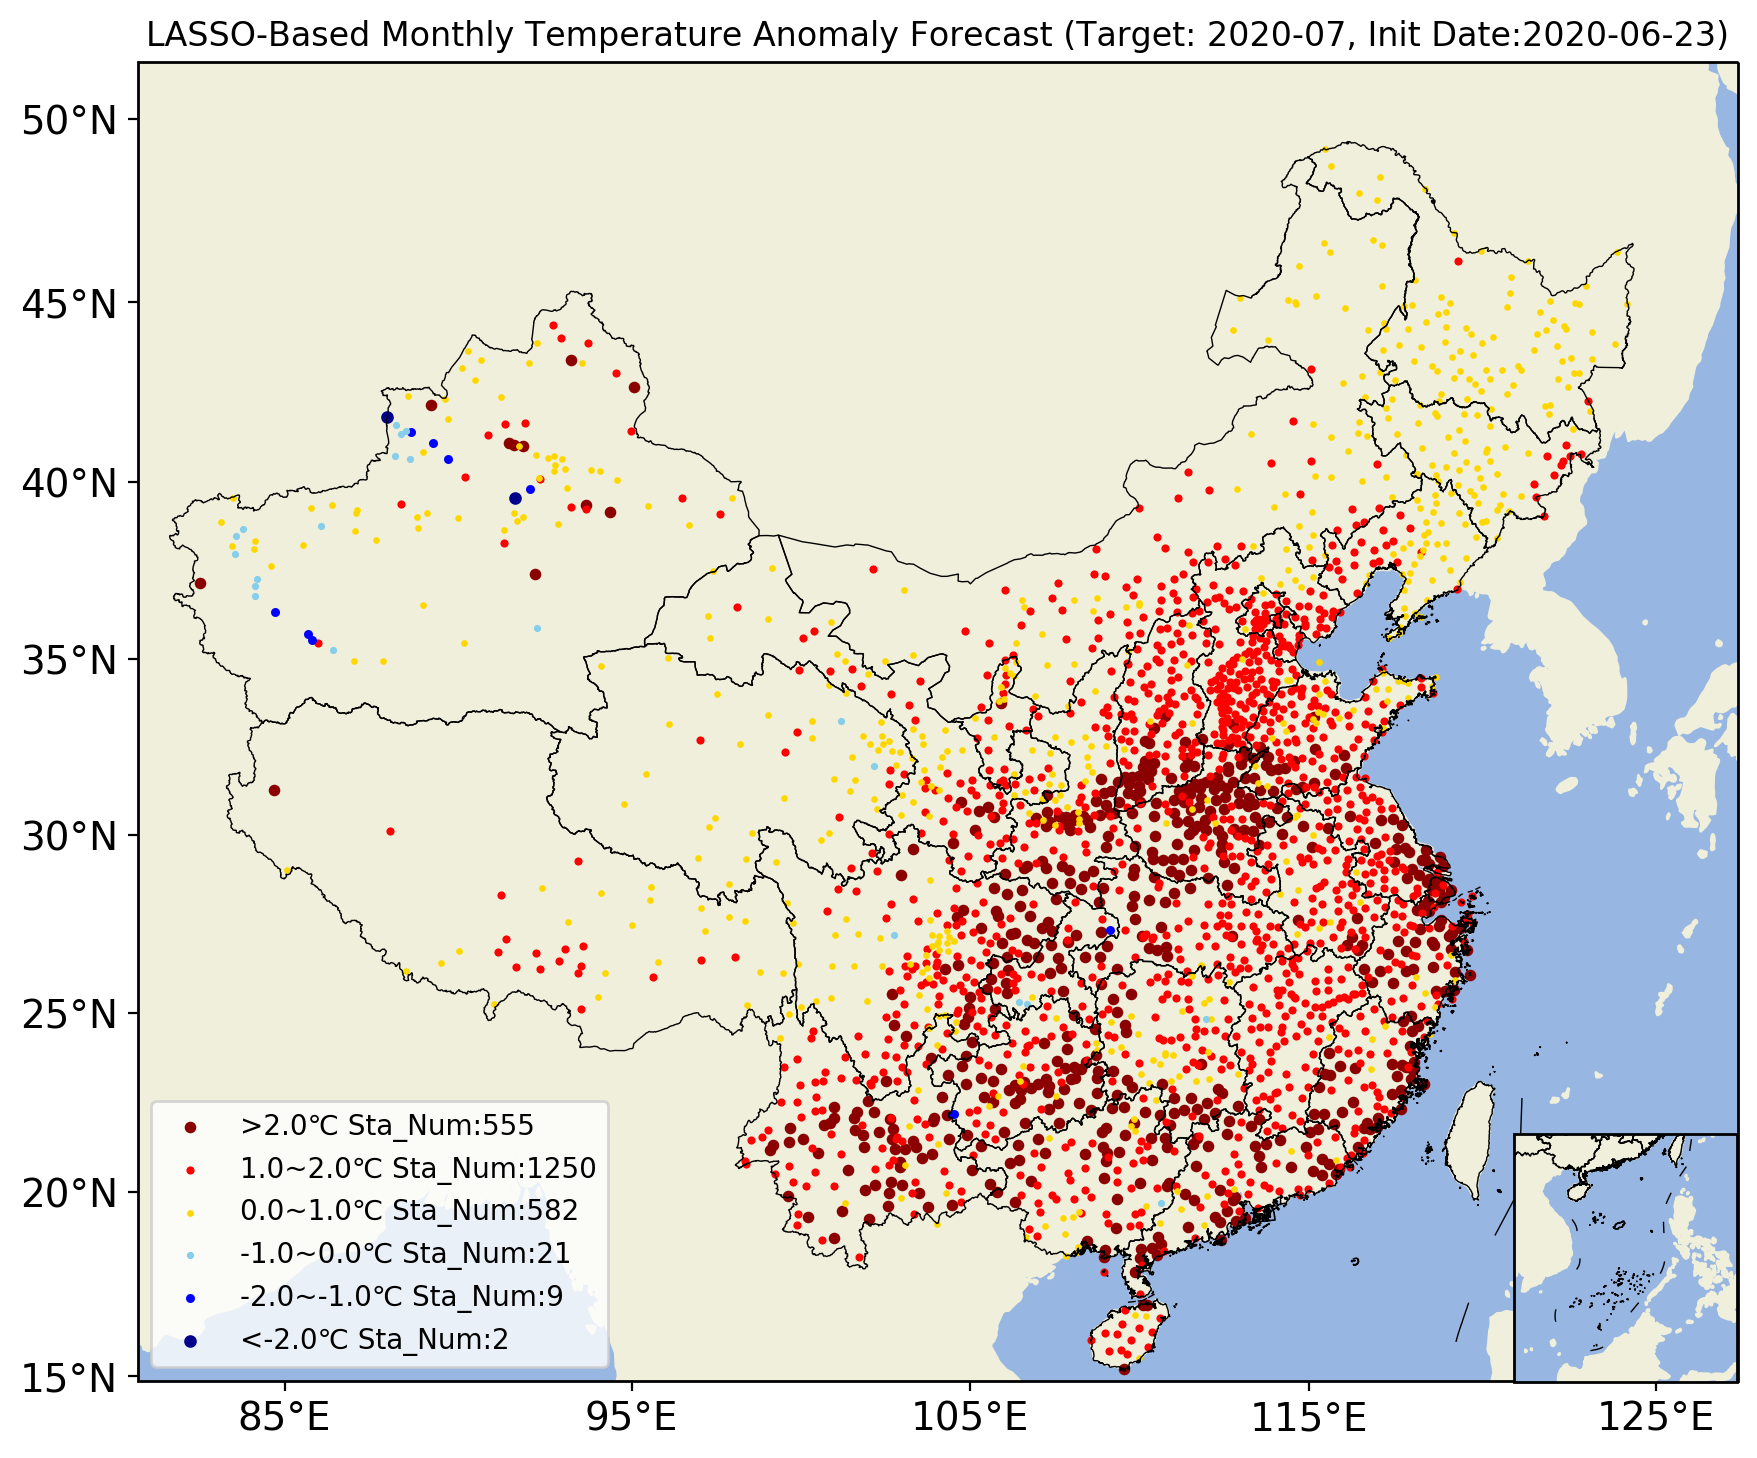 LASSO-Based Monthly Temperature Anomaly Forecast (Target: 2020-07, Init Date:2020-06-23)
50°N
45°N
40°N
35°N
30°N
25°N
20°N
15°N
>2.0℃ Sta_Num:555
1.0~2.0℃ Sta_Num:1250
0.0~1.0℃ Sta_Num:582
-1.0~0.0℃ Sta_Num:21
-2.0~-1.0℃ Sta_Num:9
<-2.0℃ Sta_Num:2
85°E
95°E
105°E
115°E
125°E